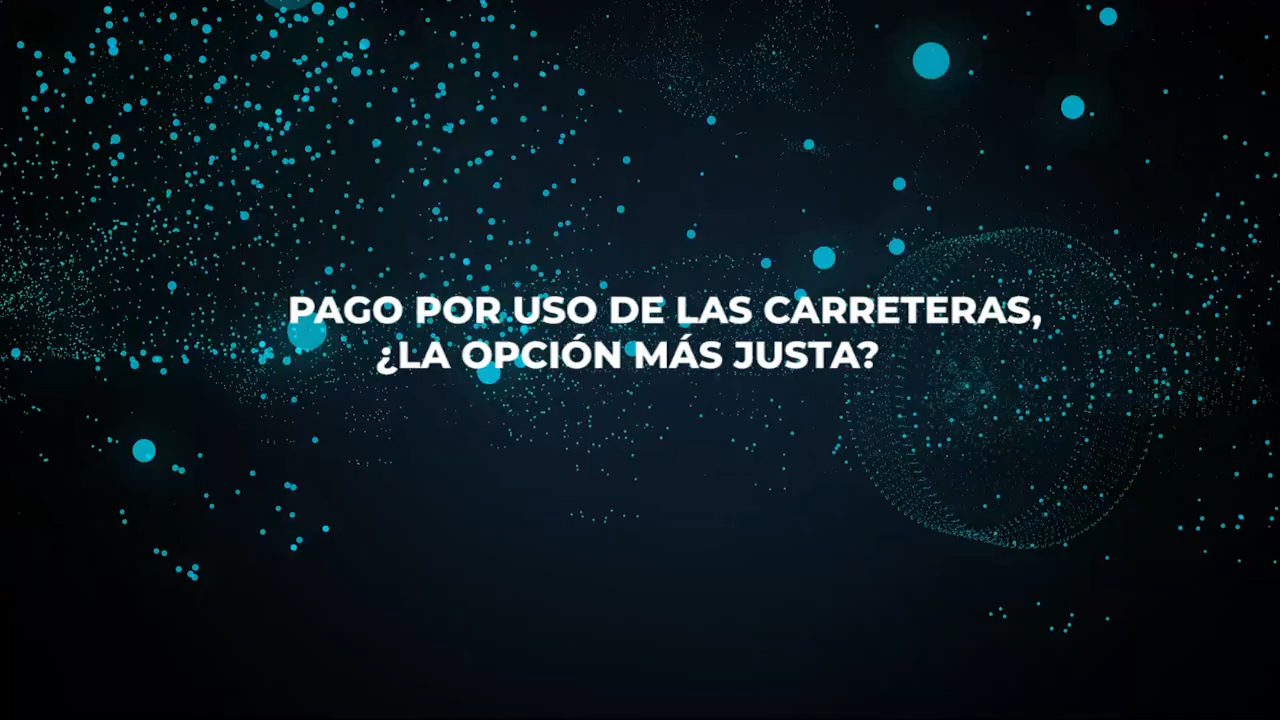 PAGO POR USO DE LAS CARRETERAS,
¿LA OPCIÓN MÁS JUSTA?